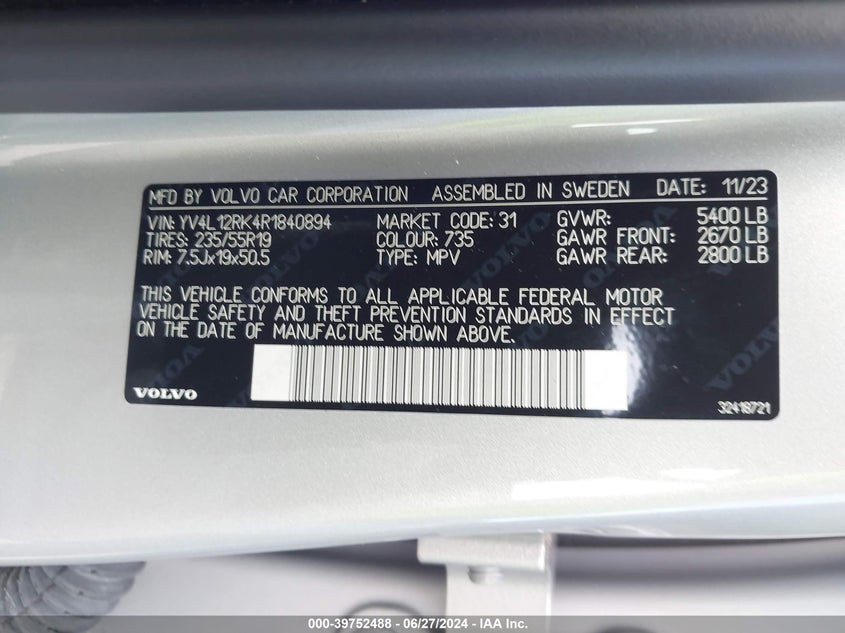 MFD BY VOLVO CAR CORPORATION ASSEMBLED IN SWEDEN DATE: 11/23
VIN: YV4L12RK4R1840894 MARKET CODE: 31 GVWR: 5400 LB
TIRES: 235/55R19 COLOUR: 735 GAWR FRONT: 2670 LB
RIM: 7.5Jx19x50.5 TYPE: MPV GAWR REAR: 2800 LB
THIS VEHICLE CONFORMS TO ALL APPLICABLE FEDERAL MOTOR
VEHICLE SAFETY AND THEFT PREVENTION STANDARDS IN EFFECT
ON THE DATE OF MANUFACTURE SHOWN ABOVE.
VOLVO 32418721
000-39752488 - 06/27/2024 - IAA Inc.